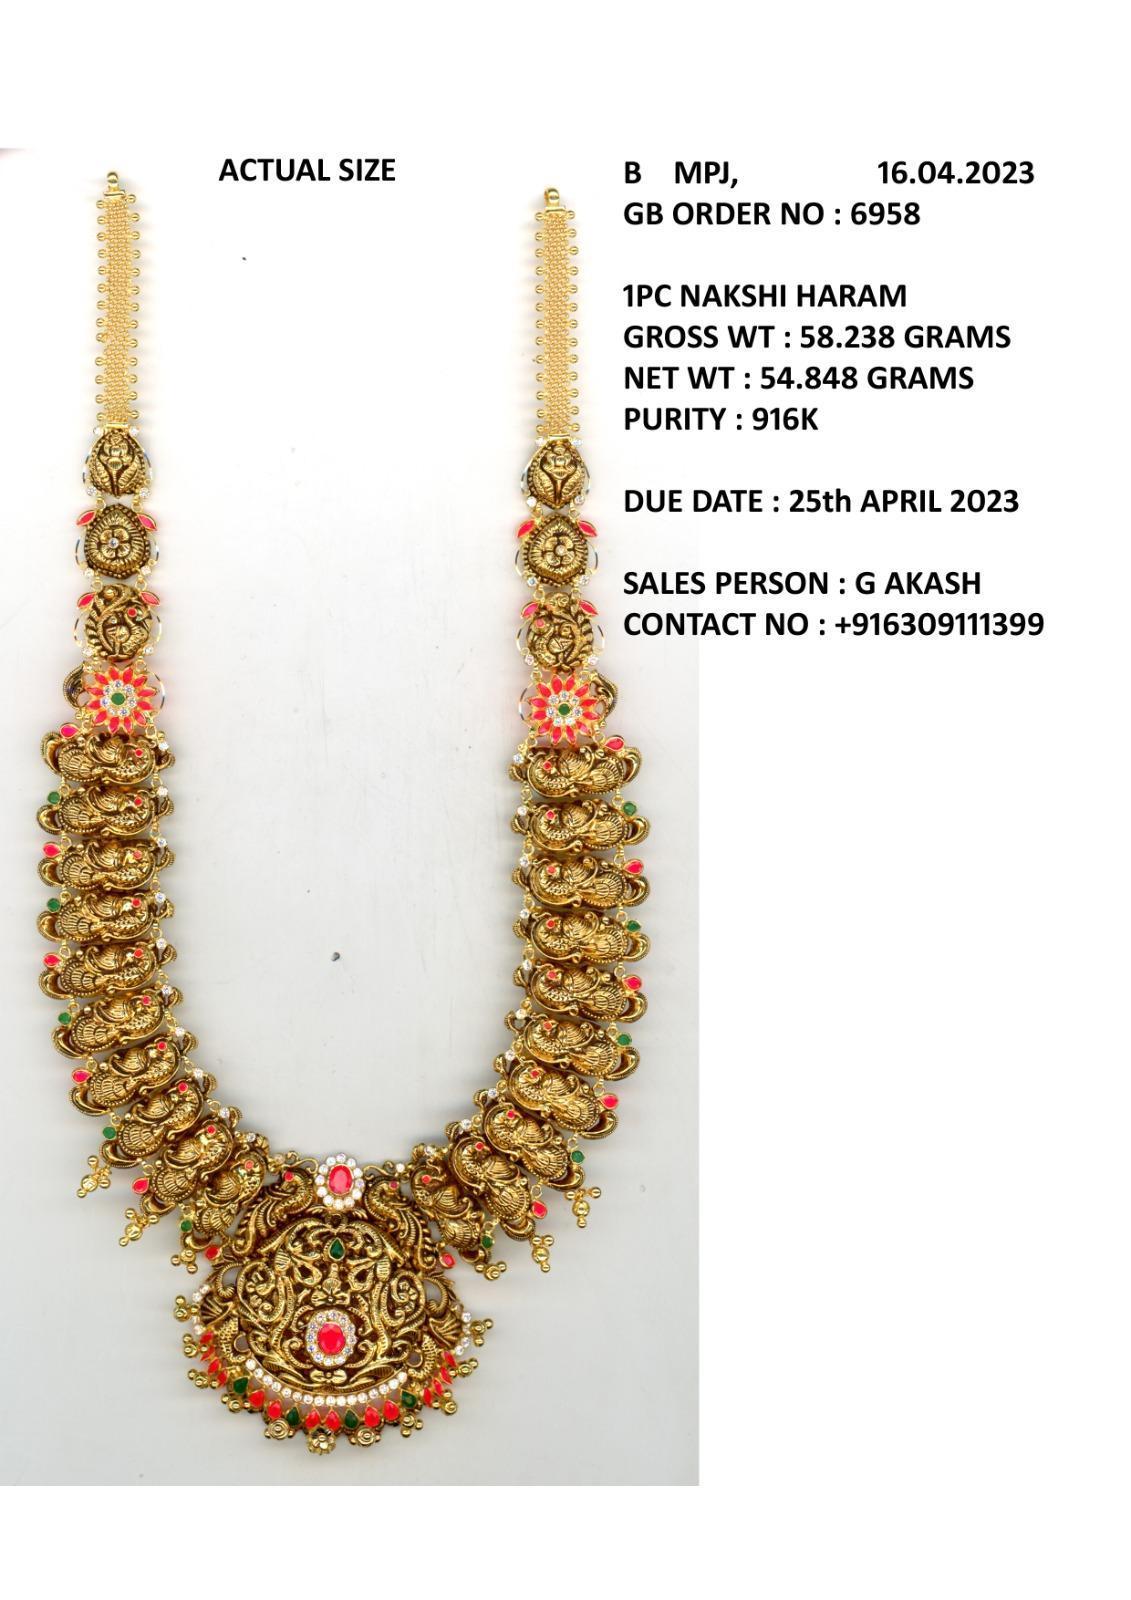 ACTUAL SIZE
B MPJ, 16.04.2023
GB ORDER NO : 6958
1PC NAKSHI HARAM
GROSS WT : 58.238 GRAMS
NET WT : 54.848 GRAMS
PURITY : 916K
DUE DATE : 25th APRIL 2023
SALES PERSON : G AKASH
CONTACT NO : +916309111399